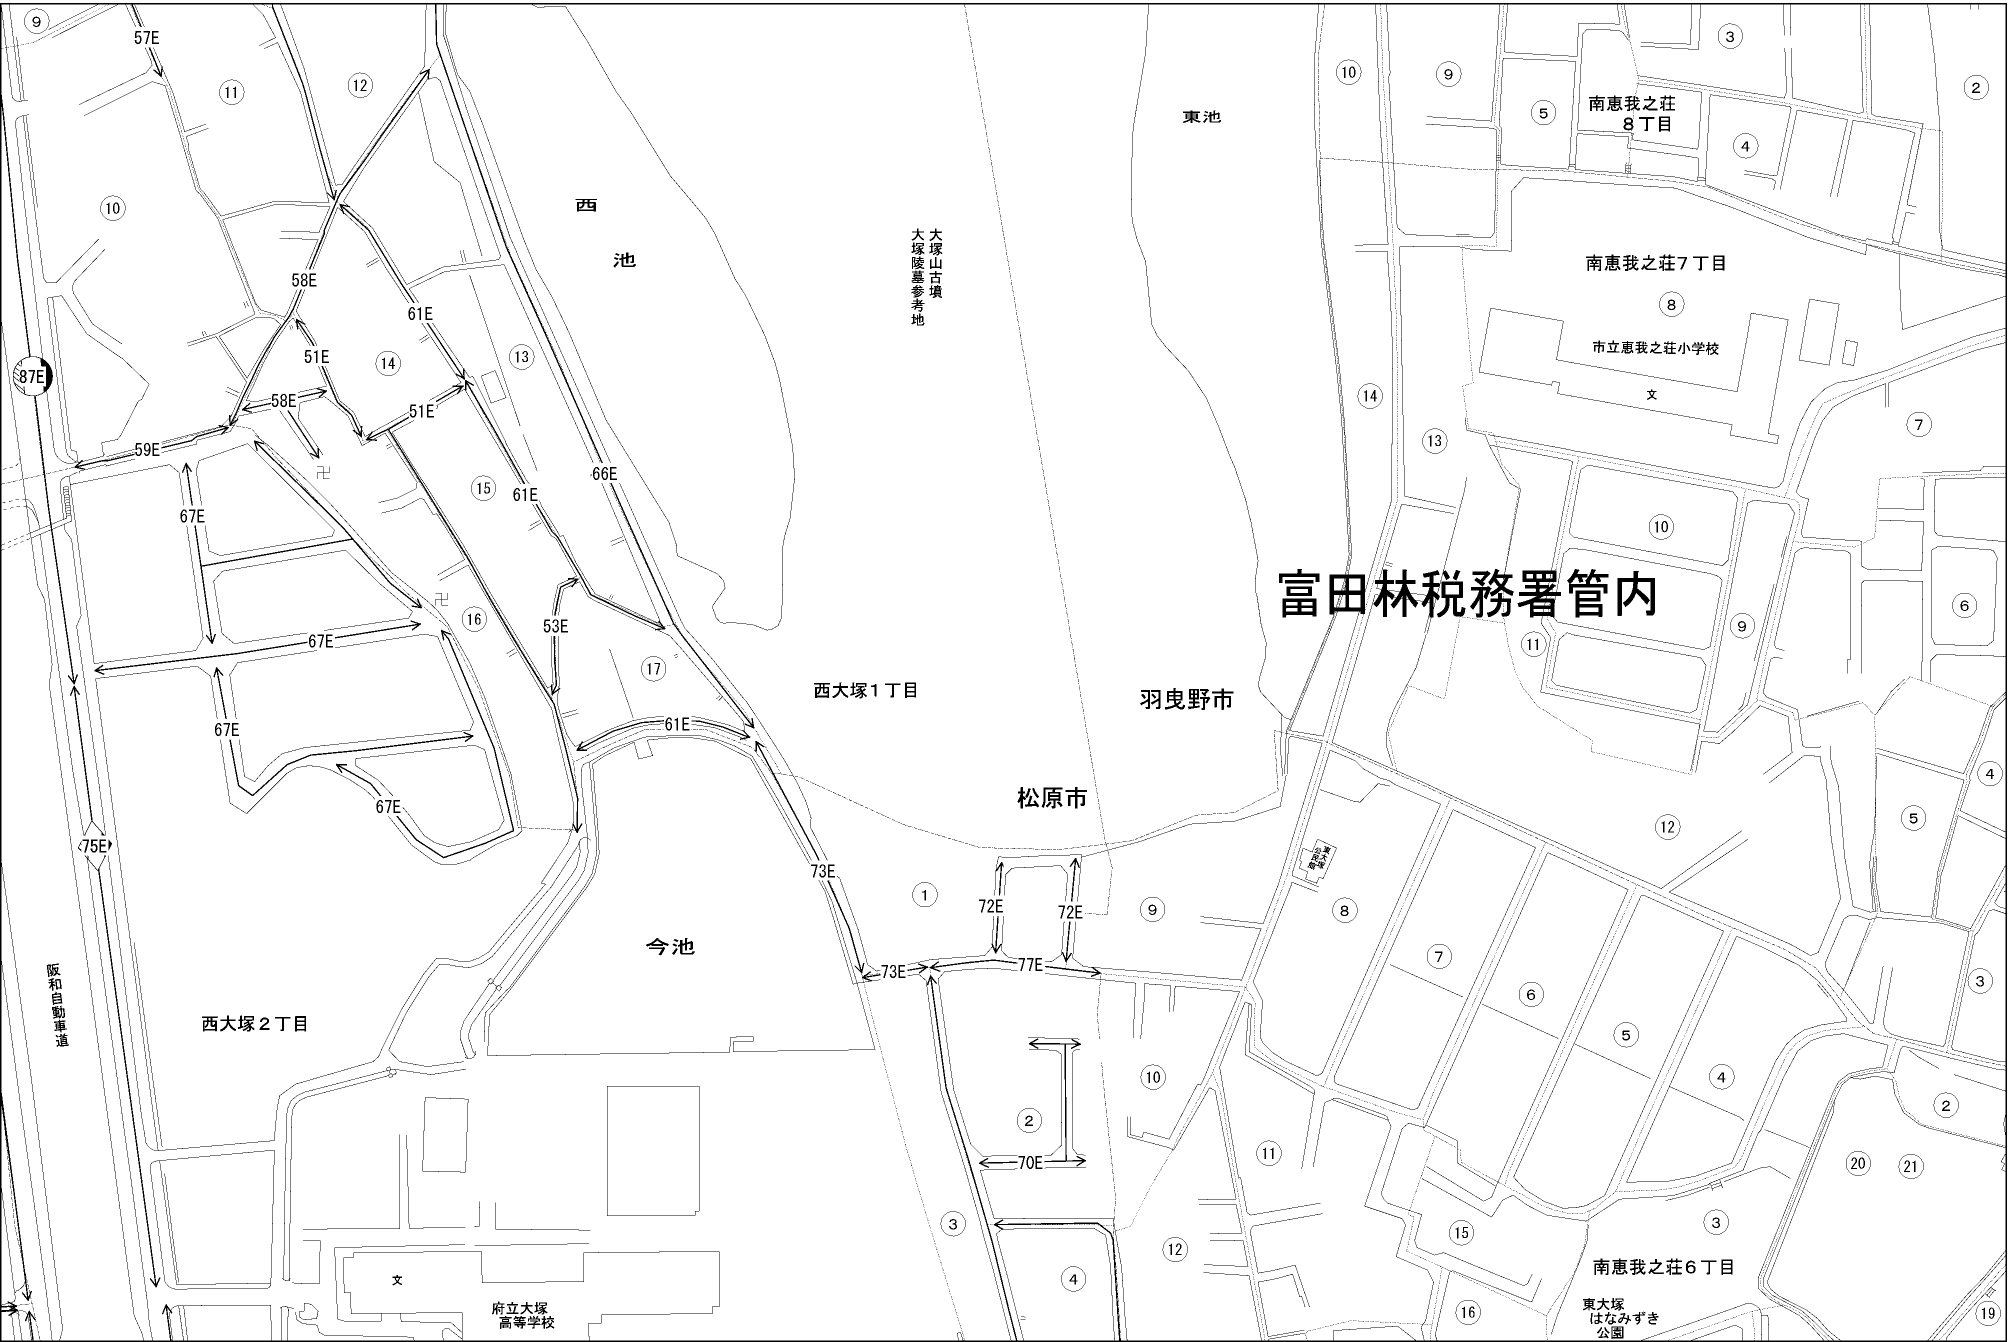 9
57E
11
12
10
西
池
東池
大塚山古墳
大塚陵墓参考地
10
9
5
3
2
南恵我之荘
8丁目
4
南恵我之荘7丁目
8
市立恵我之荘小学校
文
58E
61E
51E
14
13
87E
58E
51E
59E
卍
14
13
7
15
61E
66E
67E
10
富田林税務署管内
卍
16
53E
67E
17
11
9
6
西大塚1丁目
羽曳野市
67E
61E
67E
松原市
4
5
12
75E
73E
東大塚
公民館
1
72E
72E
9
8
今池
73E
77E
7
6
5
3
阪和自動車道
西大塚2丁目
10
4
2
2
70E
11
20
21
3
15
3
12
4
文
府立大塚
高等学校
南恵我之荘6丁目
16
東大塚
はなみずき
公園
19